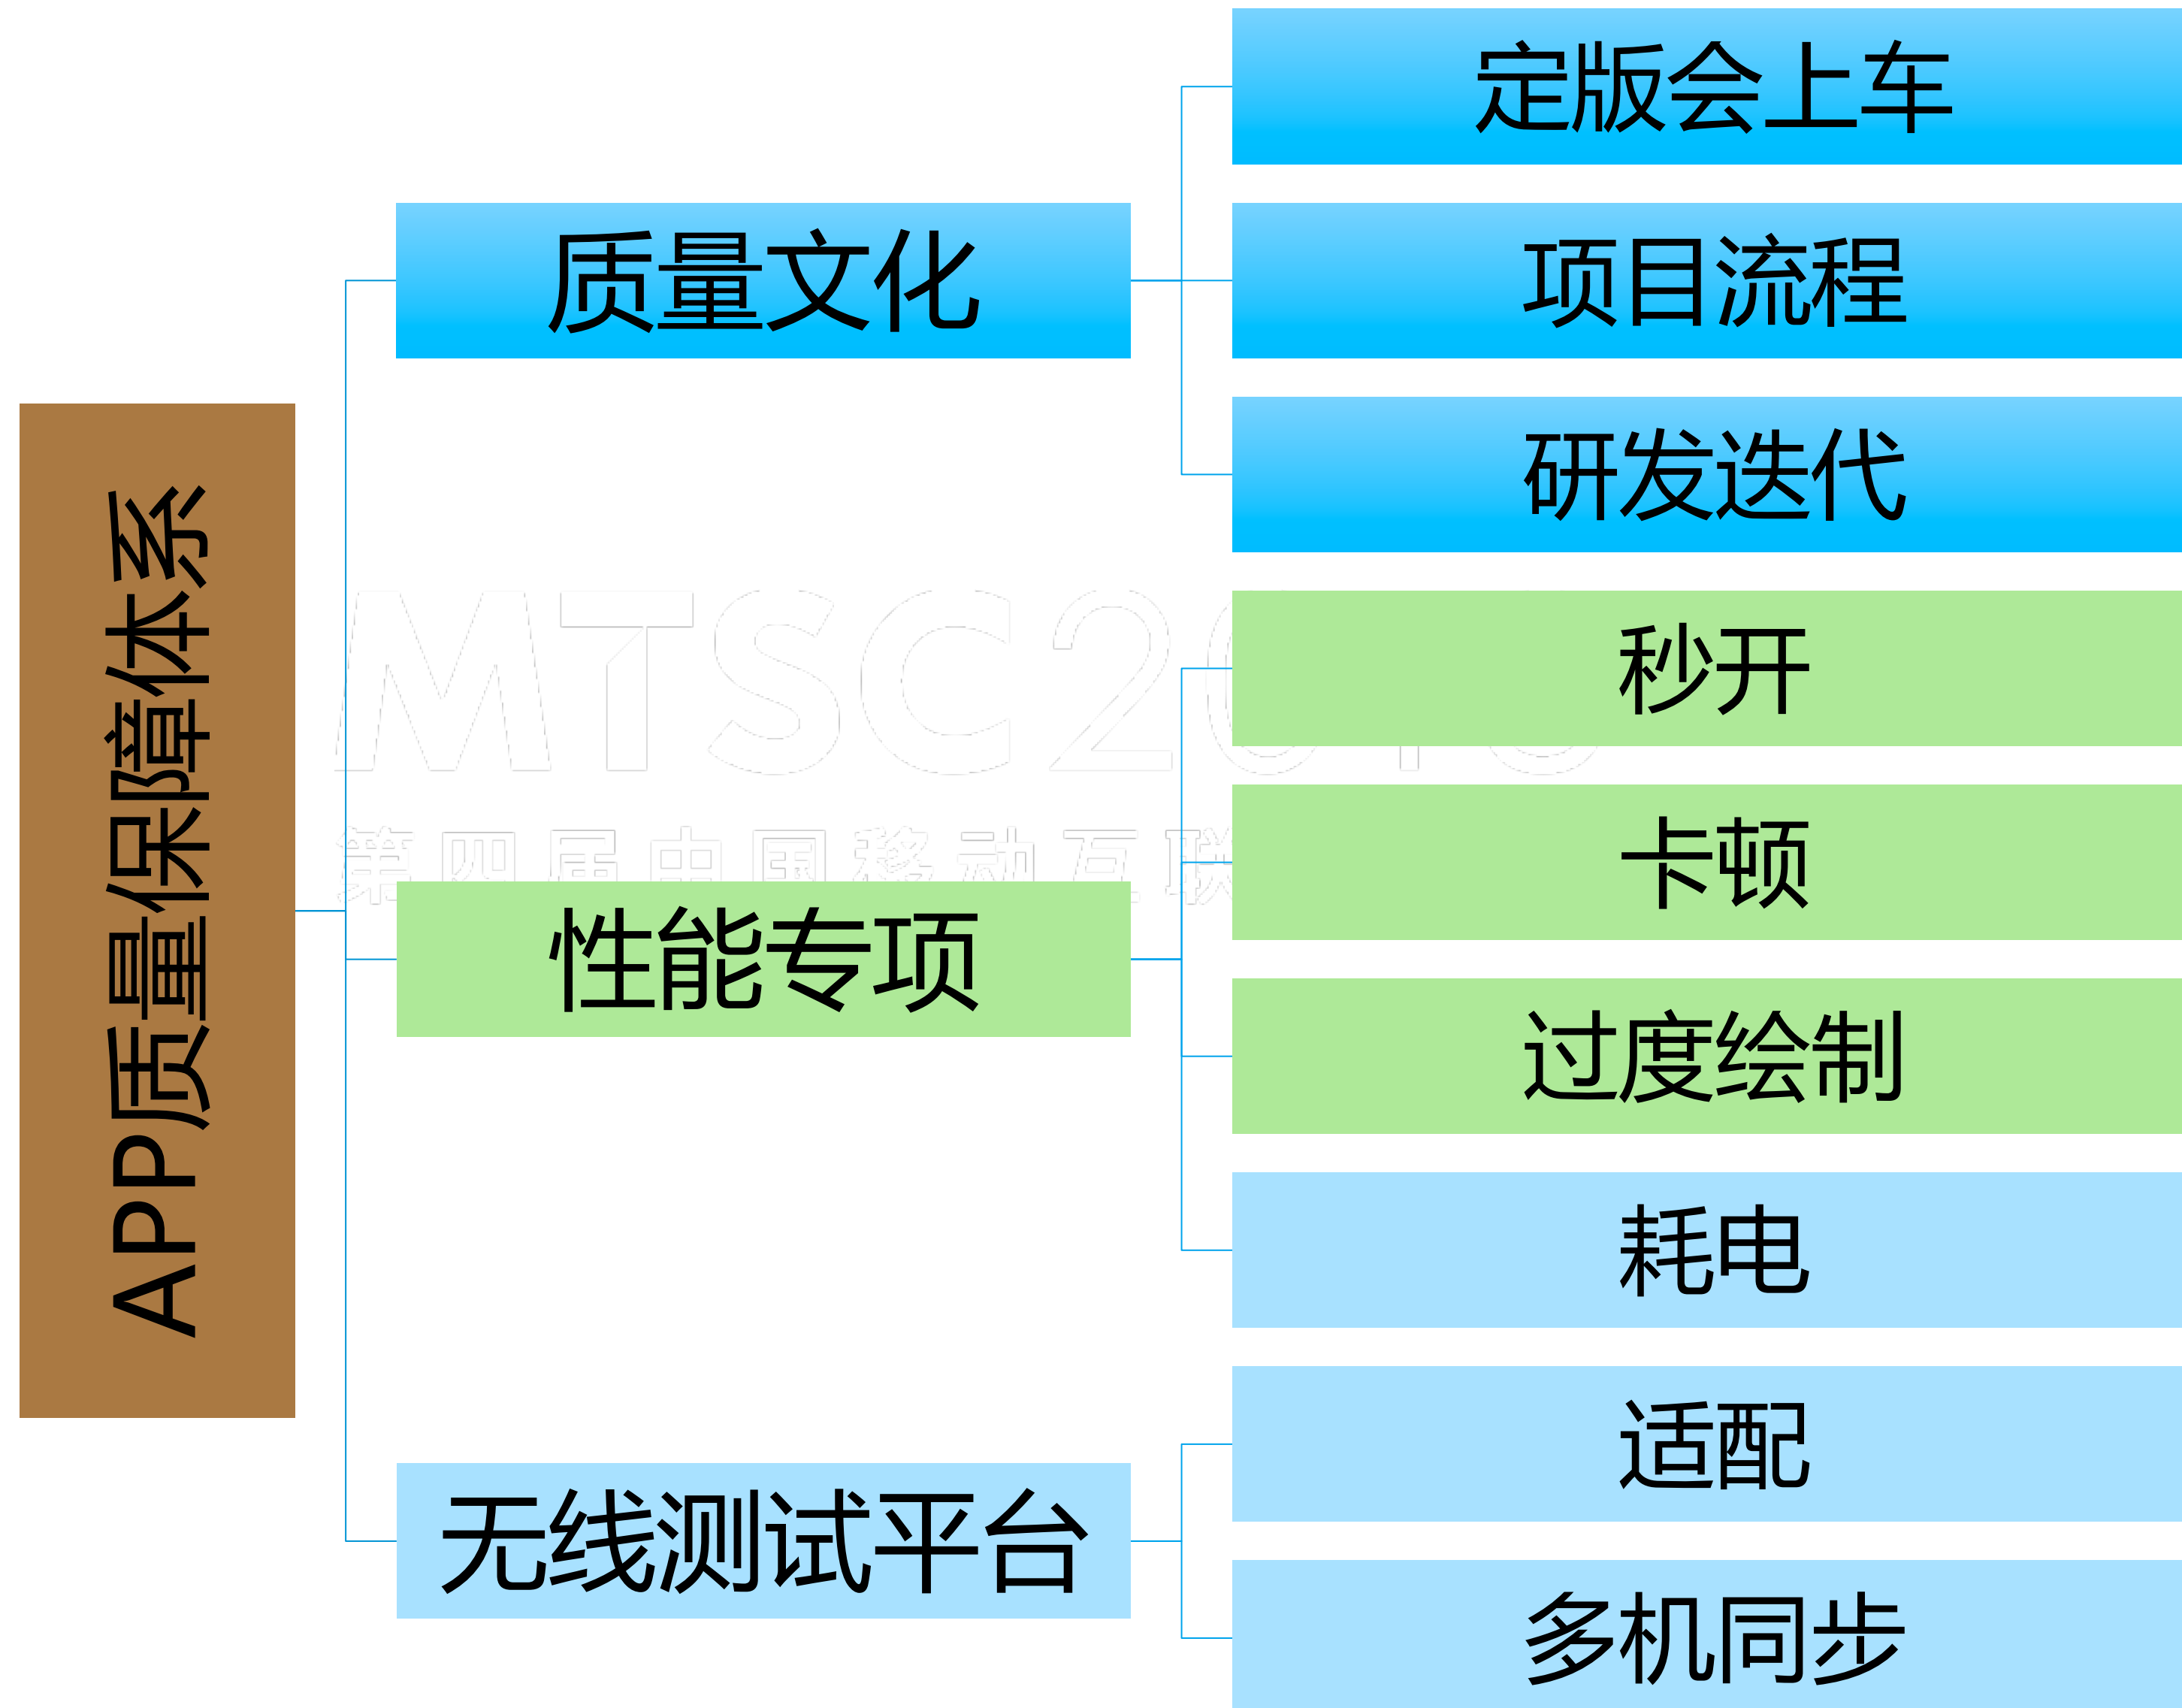 APP质量保障体系
质量文化
定版会上车
项目流程
研发迭代
MTSC2018
第四届中国移动互联
性能专项
秒开
卡顿
过度绘制
耗电
无线测试平台
适配
多机同步